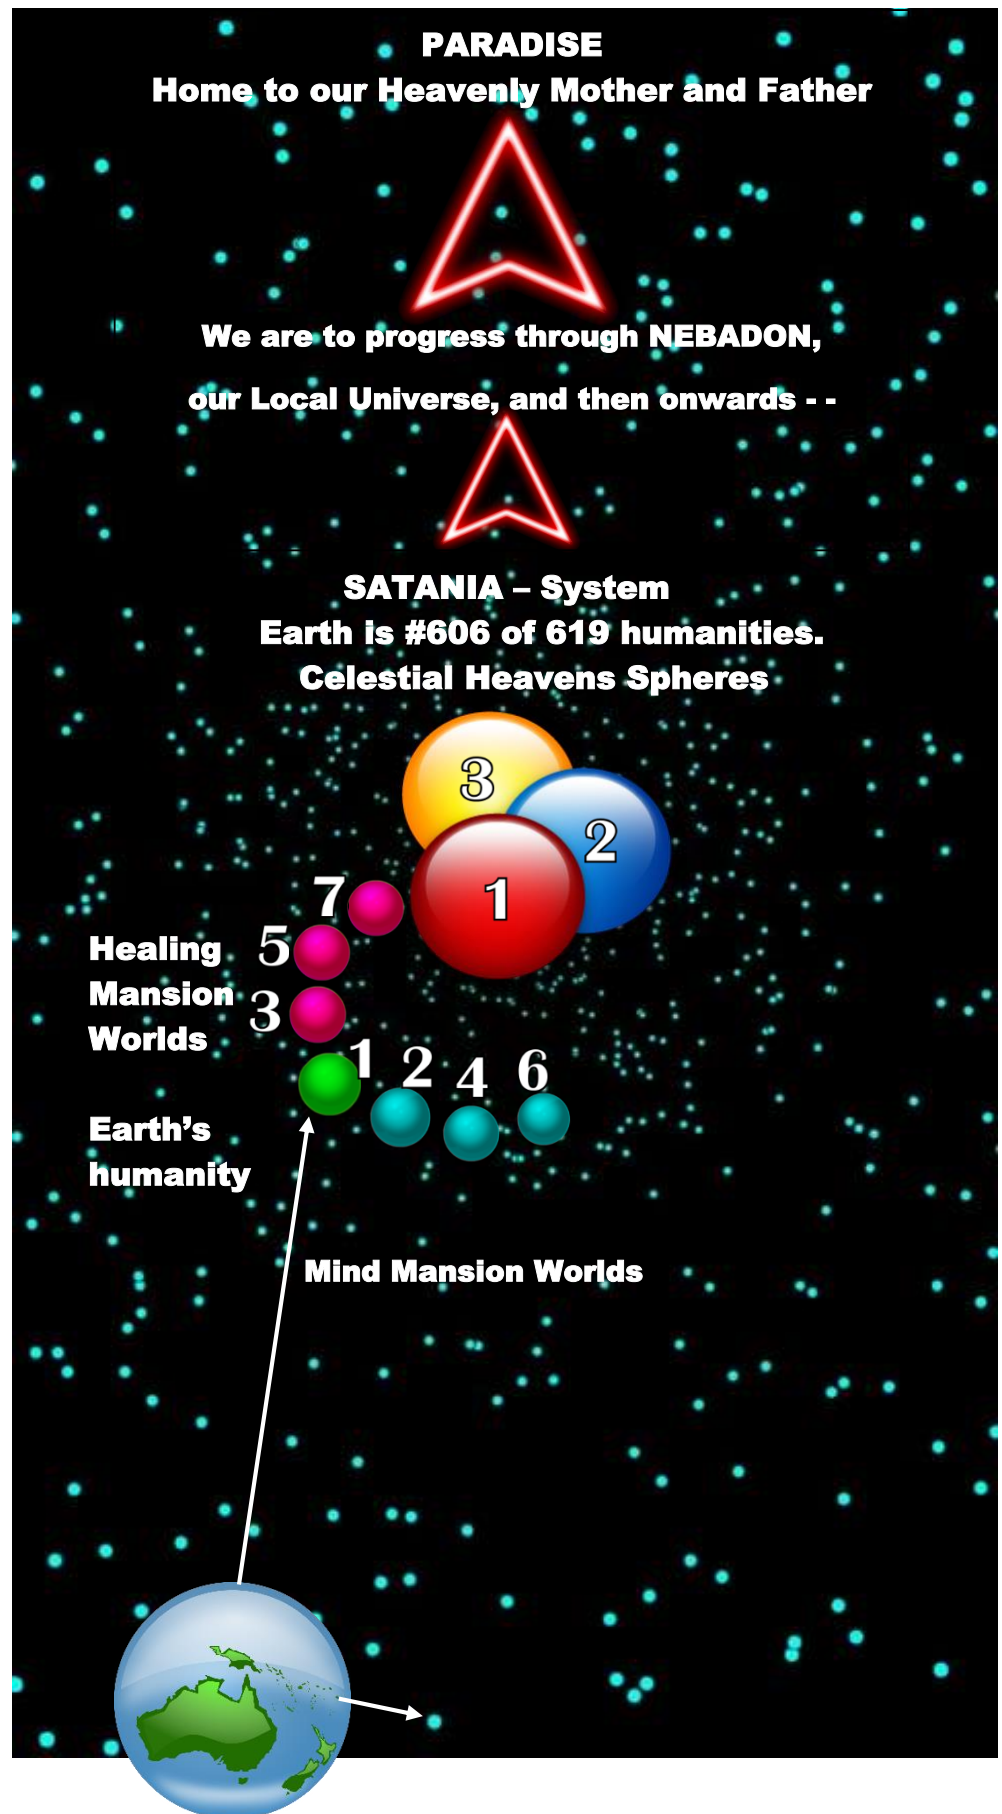 PARADISE
Home to our Heavenly Mother and Father
We are to progress through NEBADON,
our Local Universe, and then onwards - -
SATANIA – System
Earth is #606 of 619 humanities.
Celestial Heavens Spheres
3
2
1
7
5
3
Healing
Mansion
Worlds
1
2
4
6
Earth’s
humanity
Mind Mansion Worlds